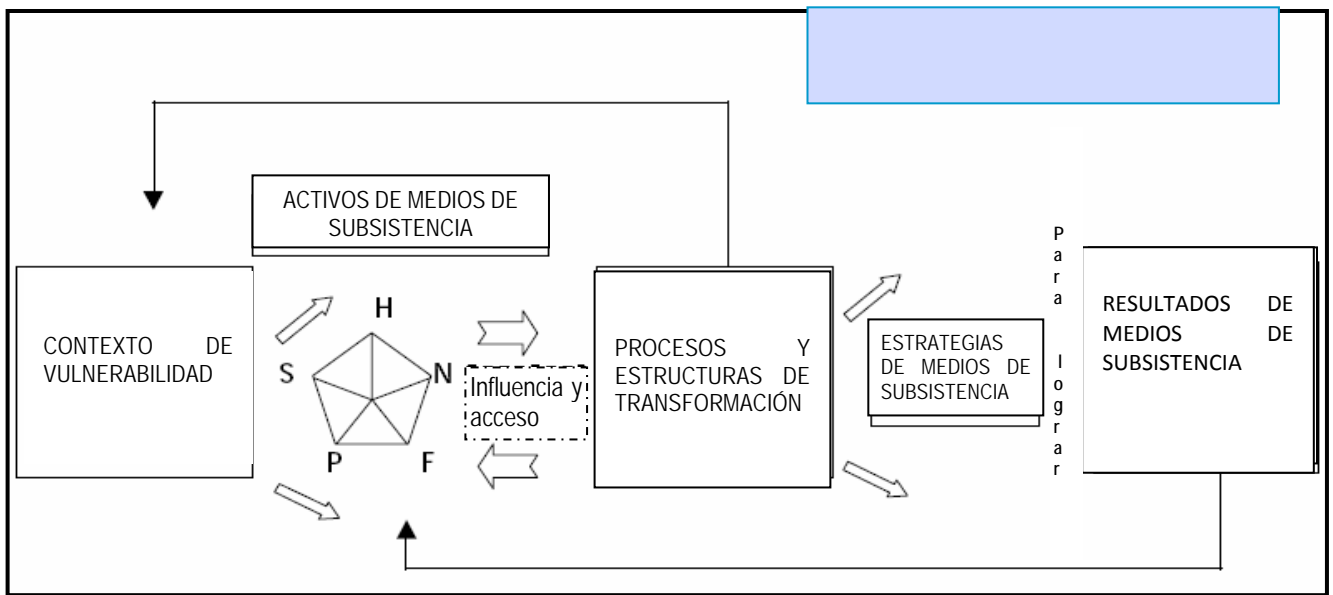 ACTIVOS DE MEDIOS DE
SUBSISTENCIA
CONTEXTO DE
VULNERABILIDAD
H
S
N
P
F
Influencia y
acceso
PROCESOS Y
ESTRUCTURAS DE
TRANSFORMACIÓN
ESTRATEGIAS
DE MEDIOS DE
SUBSISTENCIA
Para lograr
RESULTADOS DE
MEDIOS DE
SUBSISTENCIA